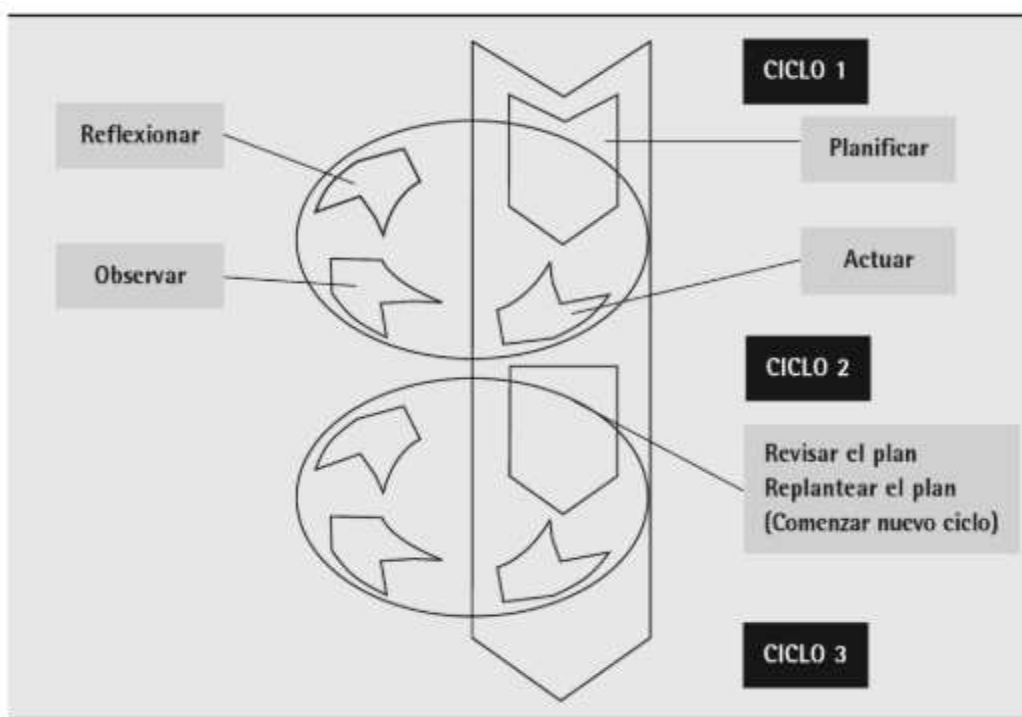 CICLO 1
Reflexionar
Planificar
Observar
Actuar
CICLO 2
Revisar el plan
Replantear el plan
(Comenzar nuevo ciclo)
CICLO 3